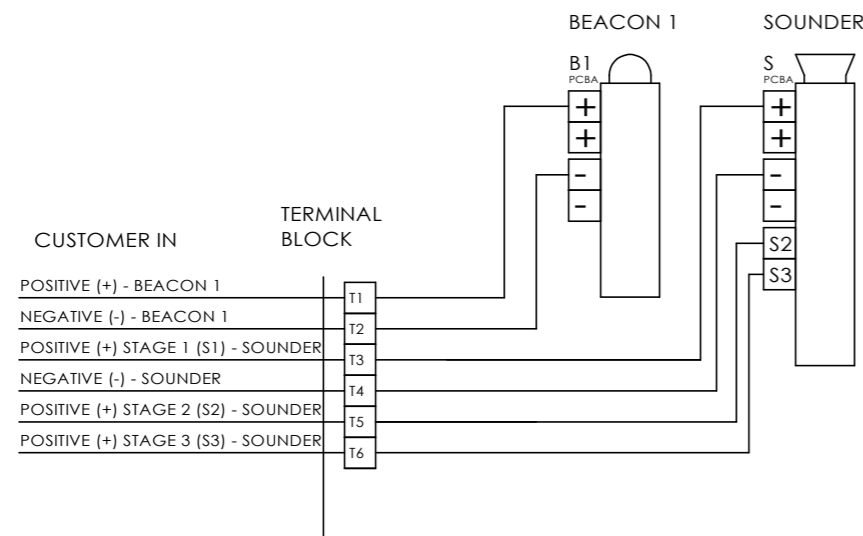 BEACON 1
SOUNDER
B1
PCBA
+
+
-
-
S
PCBA
+
+
-
-
S2
S3
CUSTOMER IN
TERMINAL
BLOCK
POSITIVE (+) - BEACON 1
T1
NEGATIVE (-) - BEACON 1
T2
POSITIVE (+) STAGE 1 (S1) - SOUNDER
T3
NEGATIVE (-) - SOUNDER
T4
POSITIVE (+) STAGE 2 (S2) - SOUNDER
T5
POSITIVE (+) STAGE 3 (S3) - SOUNDER
T6